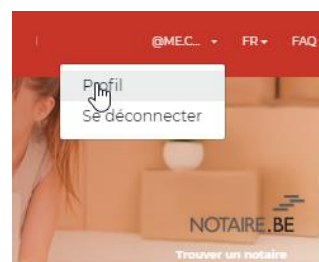 @ME.C... FR FAQ
Profil
Se déconnecter
NOTAIRE.BE
Trouver un notaire